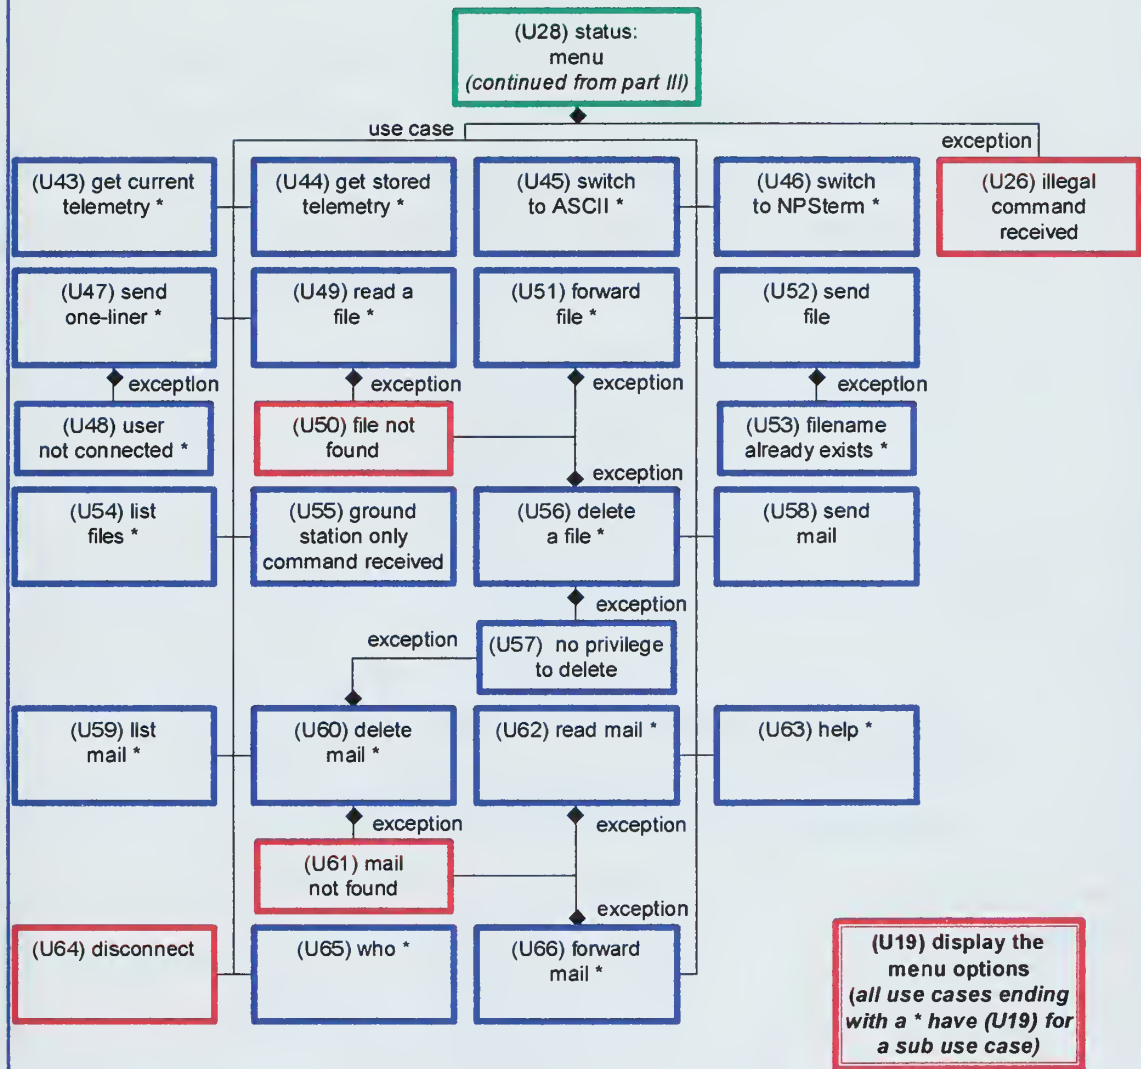 (U28) status:
menu
(continued from part III)
use case
exception
(U43) get current
telemetry *
(U44) get stored
telemetry *
(U45) switch
to ASCII *
(U46) switch
to NPSterm *
(U26) illegal
command
received
(U47) send
one-liner *
(U49) read a
file *
(U51) forward
file *
(U52) send
file
exception
exception
exception
exception
(U48) user
not connected *
(U50) file not
found
(U53) filename
already exists *
exception
(U54) list
files *
(U55) ground
station only
command received
(U56) delete
a file *
(U58) send
mail
exception
exception
(U57) no privilege
to delete
(U59) list
mail *
(U60) delete
mail *
(U62) read mail *
(U63) help *
exception
exception
(U61) mail
not found
exception
(U64) disconnect
(U65) who *
(U66) forward
mail *
(U19) display the
menu options
(all use cases ending
with a * have (U19) for
a sub use case)